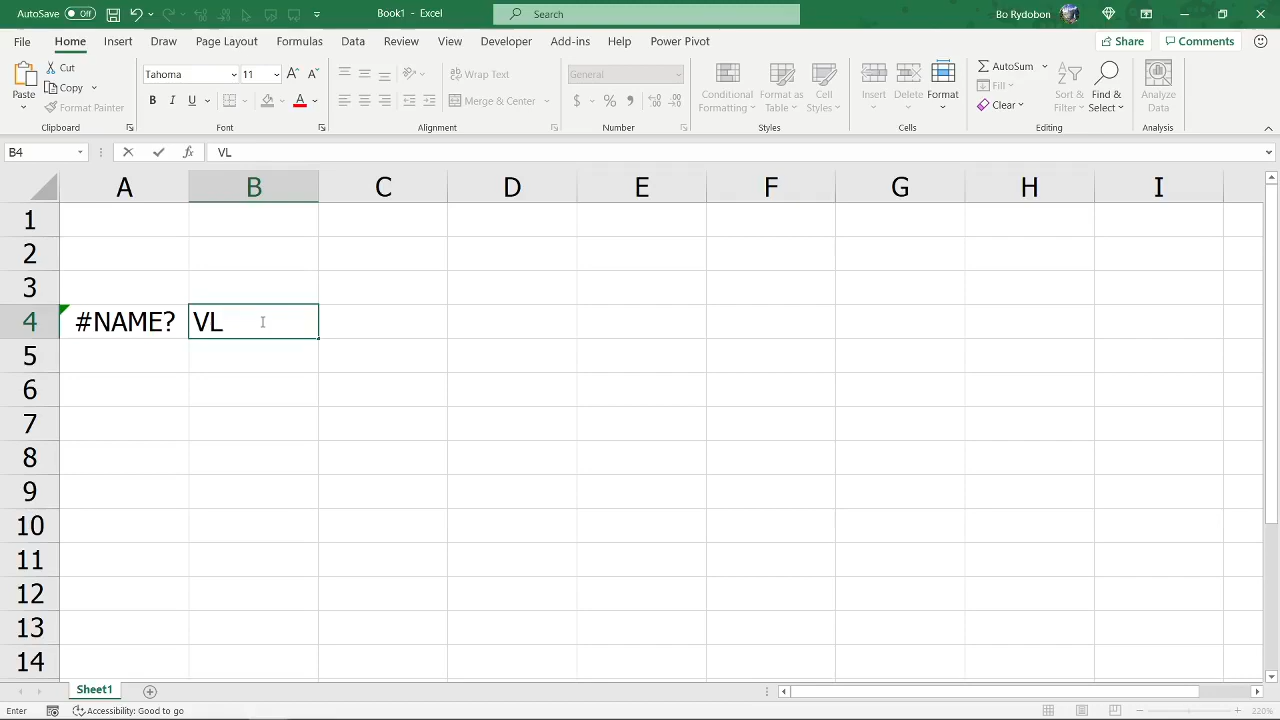 AutoSave Off Book1 - Excel Search Bo Rydobon
File Home Insert Draw Page Layout Formulas Data Review View Developer Add-ins Help Power Pivot Share Comments
Paste Cut Copy Format Painter
Clipboard
Tahoma 11 A A
B I U A
Font
Wrap Text
Merge & Center
Alignment
General
$ % ,
Number
Conditional Formatting
Format as Table
Cell Styles
Styles
Insert Delete Format
Cells
AutoSum
Fill
Clear
Sort & Filter
Find & Select
Editing
Analyze Data
Analysis
B4 fx VL
A B C D E F G H I
1
2
3
4 #NAME? VL
5
6
7
8
9
10
11
12
13
14
Sheet1
Enter Accessibility: Good to go 220%